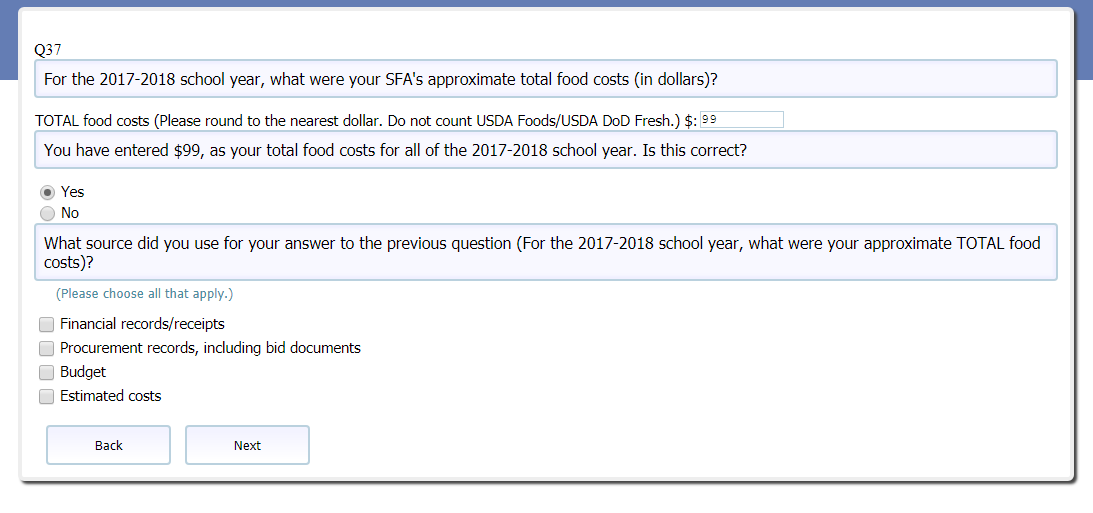 Q37
For the 2017-2018 school year, what were your SFA's approximate total food costs (in dollars)?
TOTAL food costs (Please round to the nearest dollar. Do not count USDA Foods/USDA DoD Fresh.) $: 99
You have entered $99, as your total food costs for all of the 2017-2018 school year. Is this correct?
Yes
No
What source did you use for your answer to the previous question (For the 2017-2018 school year, what were your approximate TOTAL food
costs)?
(Please choose all that apply.)
Financial records/receipts
Procurement records, including bid documents
Budget
Estimated costs
Back Next